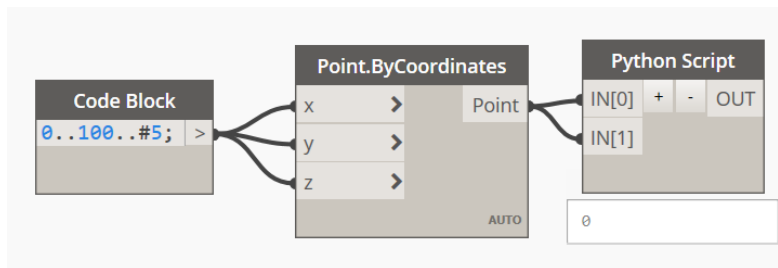 Code Block
0..100..#5; >
Point.ByCoordinates
x > Point
y >
z >
AUTO
Python Script
IN[0] + - OUT
IN[1]
0